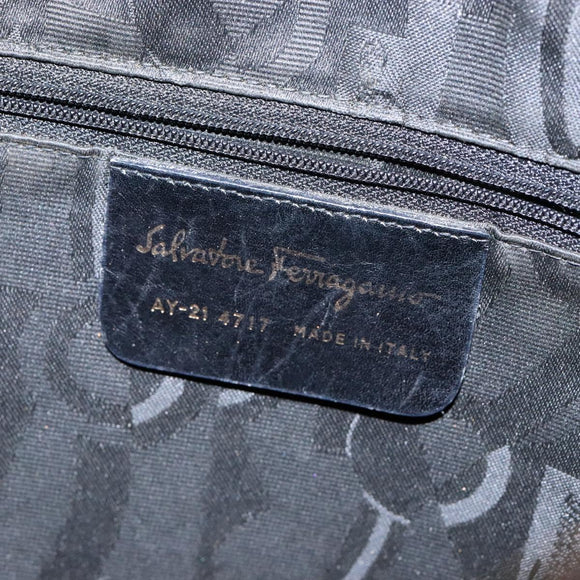 Salvatore Ferragamo
AY-21 4717 MADE IN ITALY